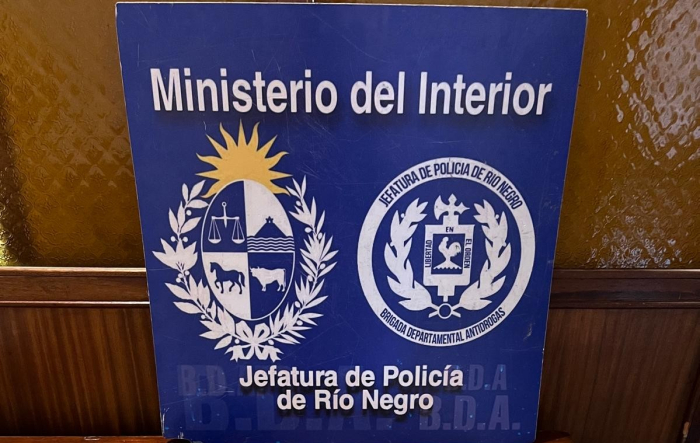 Ministerio del Interior
JEFATURA DE POLICIA DE RIO NEGRO
LIBERTAD
EN
EL ORDEN
BRIGADA DEPARTAMENTAL ANTIDROGAS
Jefatura de Policía
de Río Negro
B.D.A.